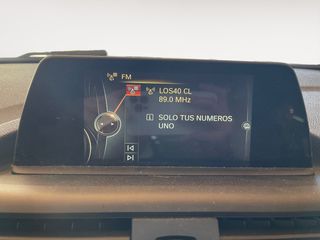 FM
LOS40 CL
89.0 MHz
SOLO TUS NUMEROS
UNO